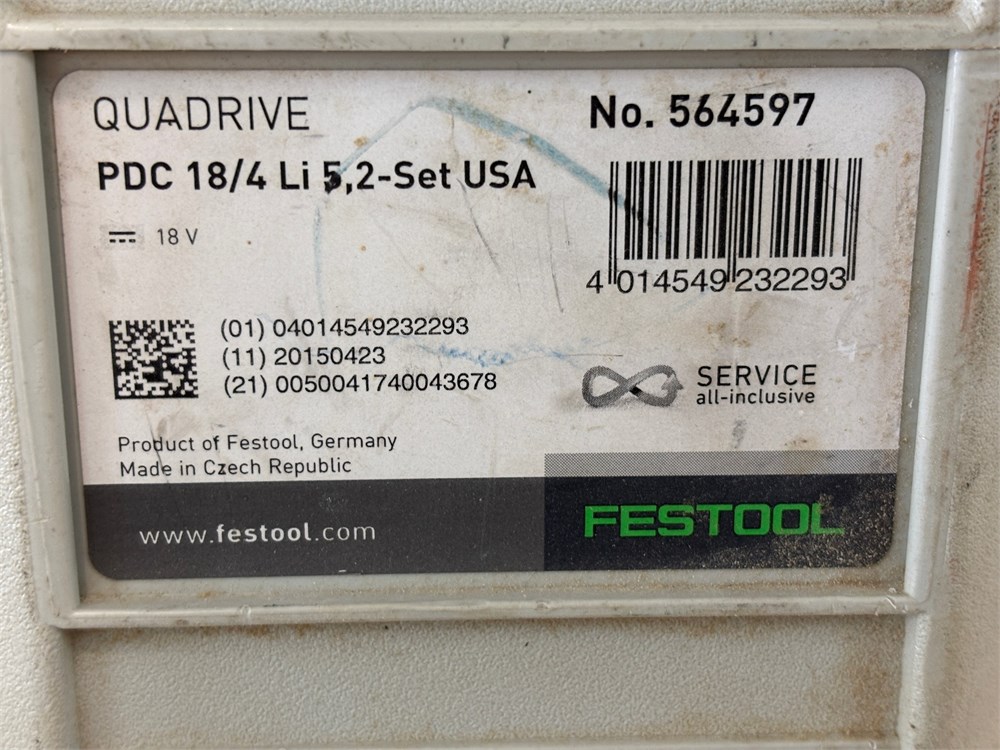 QUADRIVE
No. 564597
PDC 18/4 Li 5,2-Set USA
18 V
4 014549 232293
(01) 04014549232293
(11) 20150423
(21) 0050041740043678
SERVICE
all-inclusive
Product of Festool, Germany
Made in Czech Republic
www.festool.com
FESTOOL